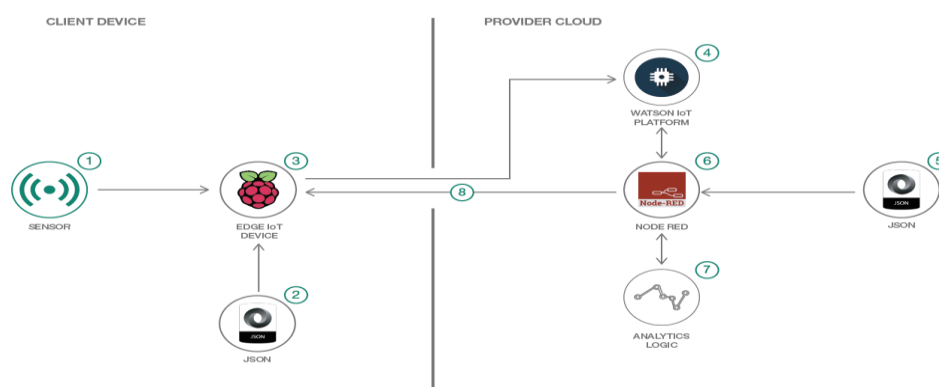 CLIENT DEVICE
PROVIDER CLOUD
4
WATSON IoT
PLATFORM
1
SENSOR
3
EDGE IoT
DEVICE
8
6
Node-RED
NODE RED
5
JSON
JSON
2
JSON
JSON
7
ANALYTICS
LOGIC